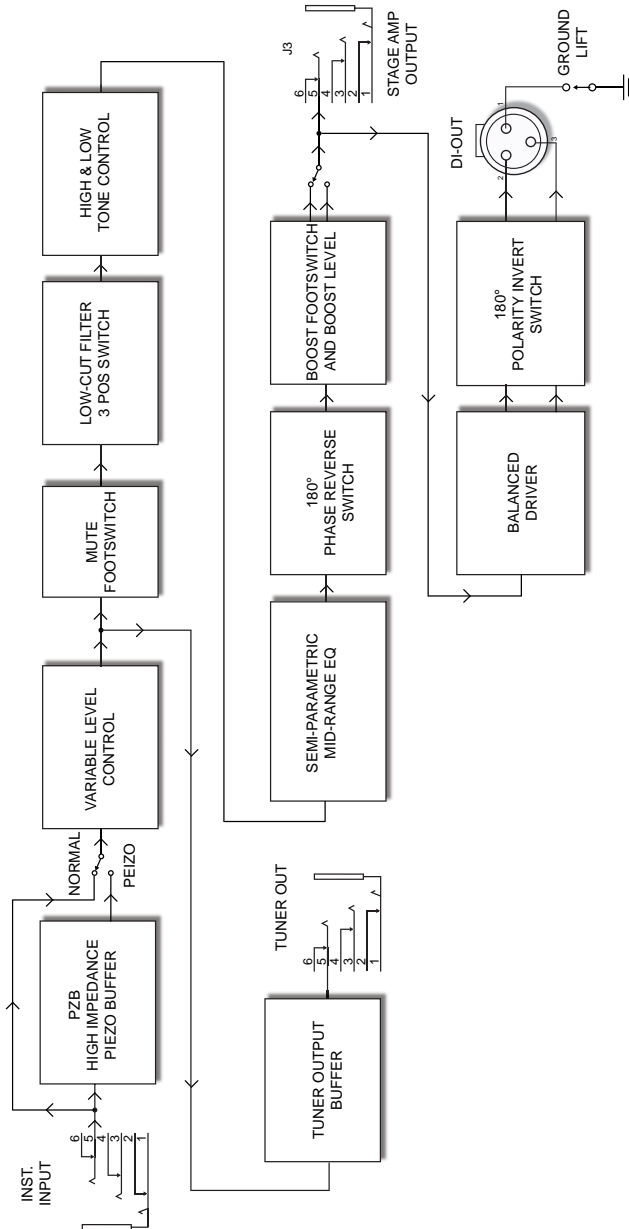 INST.
INPUT
6
5
4
3
2
1
PZB
HIGH IMPEDANCE
PIEZO BUFFER
NORMAL
PEIZO
VARIABLE LEVEL
CONTROL
MUTE
FOOTSWITCH
LOW-CUT FILTER
3 POS SWITCH
HIGH & LOW
TONE CONTROL
TUNER OUTPUT
BUFFER
6
5
4
3
2
1
TUNER OUT
SEMI-PARAMETRIC
MID-RANGE EQ
180°
PHASE REVERSE
SWITCH
BOOST FOOTSWITCH
AND BOOST LEVEL
J3
6
5
4
3
2
1
STAGE AMP
OUTPUT
BALANCED
DRIVER
180°
POLARITY INVERT
SWITCH
DI-OUT
2
1
3
GROUND
LIFT